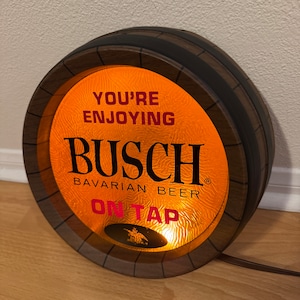 YOU'RE
ENJOYING
BUSCH®
BAVARIAN BEER
ON TAP